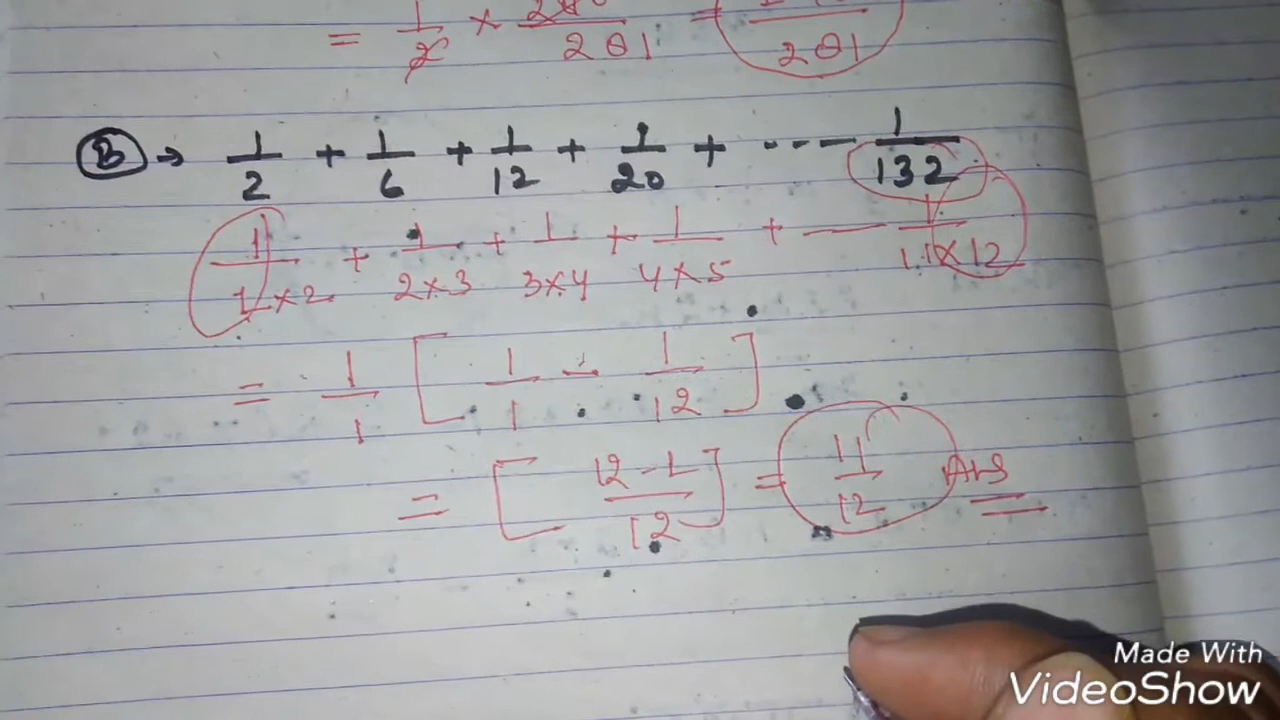 = 1/2 × 2 / 201 = / 201
B → 1/2 + 1/6 + 1/12 + 1/20 + ---- 1/132
1/1×2 + 1/2×3 + 1/3×4 + 1/4×5 + — 1/11×12
= 1/1 [ 1/1 - 1/12 ]
= [ 12-1/12 ] = 11/12 Ans
Made With
VideoShow